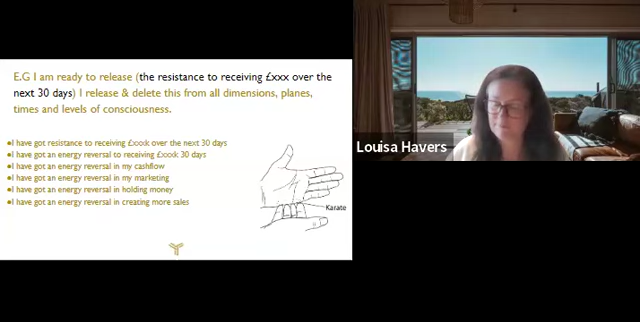 E.G I am ready to release (the resistance to receiving £xxx over the
next 30 days) I release & delete this from all dimensions, planes,
times and levels of consciousness.
•I have got resistance to receiving £xxxk over the next 30 days
•I have got an energy reversal to receiving £xxxk 30 days
•I have got an energy reversal in my cashflow
•I have got an energy reversal in my marketing
•I have got an energy reversal in holding money
•I have got an energy reversal in creating more sales
Karate
Louisa Havers